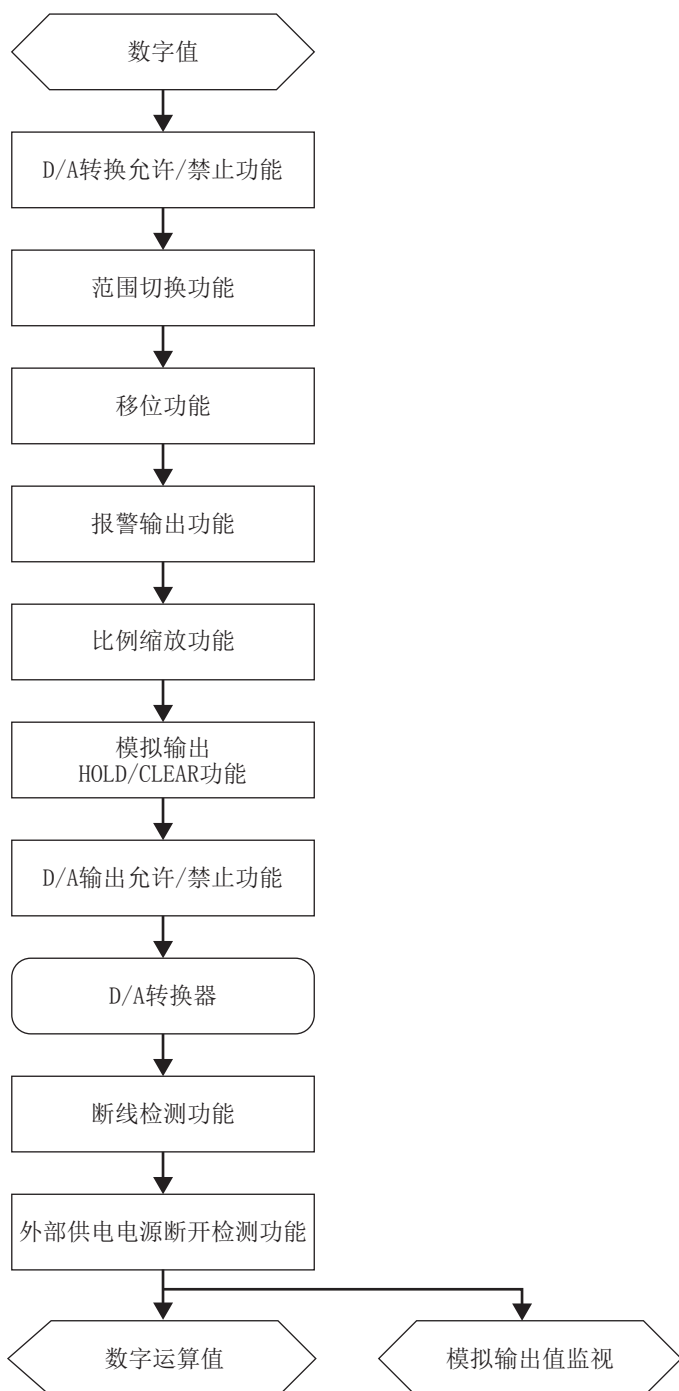 数字值
D/A转换允许/禁止功能
范围切换功能
移位功能
报警输出功能
比例缩放功能
模拟输出
HOLD/CLEAR功能
D/A输出允许/禁止功能
D/A转换器
断线检测功能
外部供电电源断开检测功能
数字运算值
模拟输出值监视